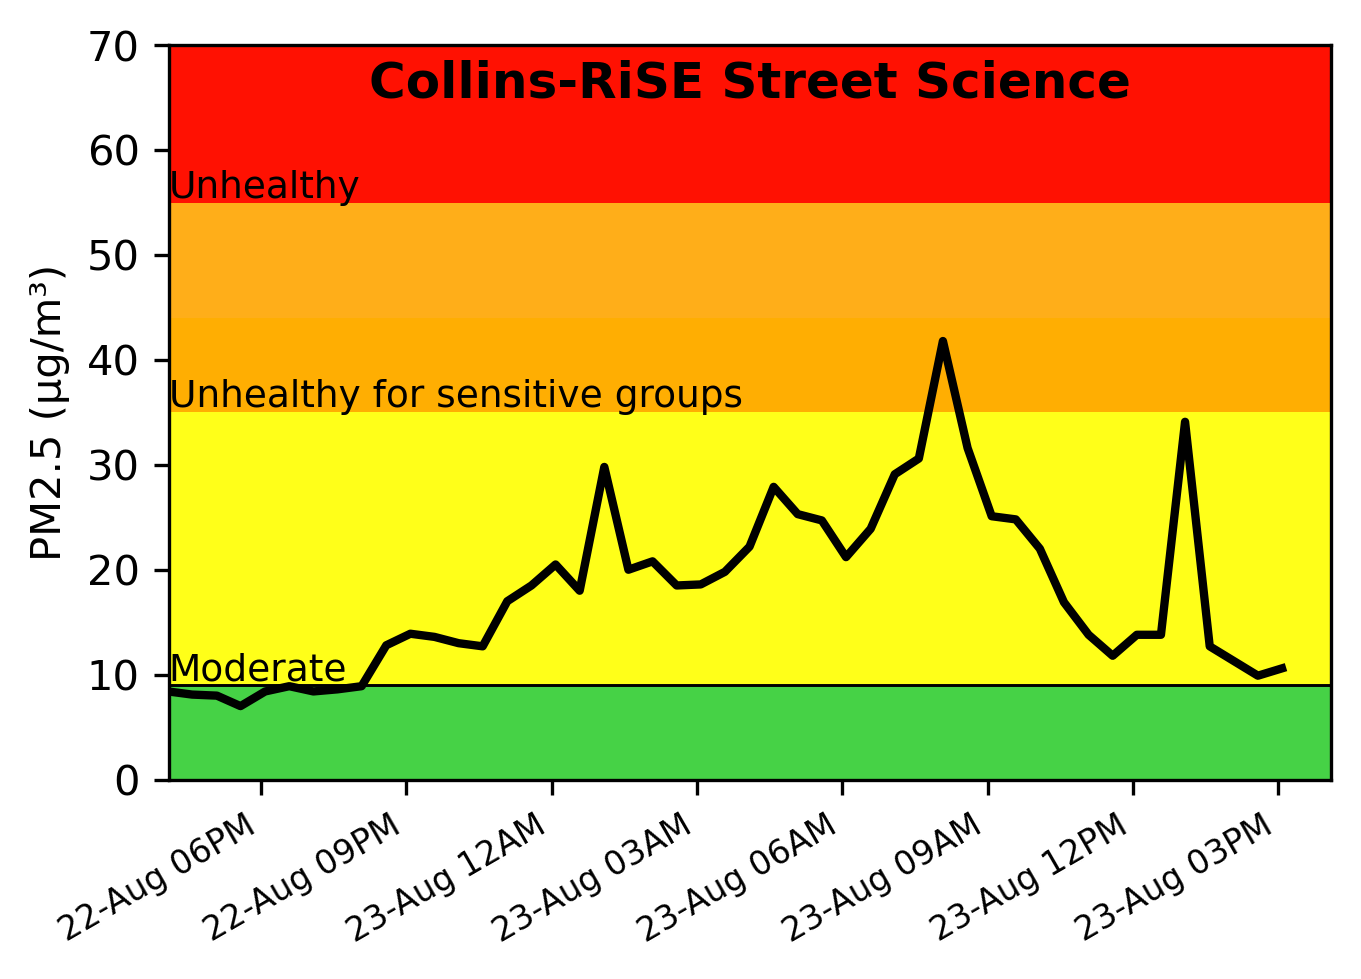 Collins-RiSE Street Science
PM2.5 (µg/m³)
70
60
50
40
30
20
10
0
Unhealthy
Unhealthy for sensitive groups
Moderate
22-Aug 06PM
22-Aug 09PM
23-Aug 12AM
23-Aug 03AM
23-Aug 06AM
23-Aug 09AM
23-Aug 12PM
23-Aug 03PM